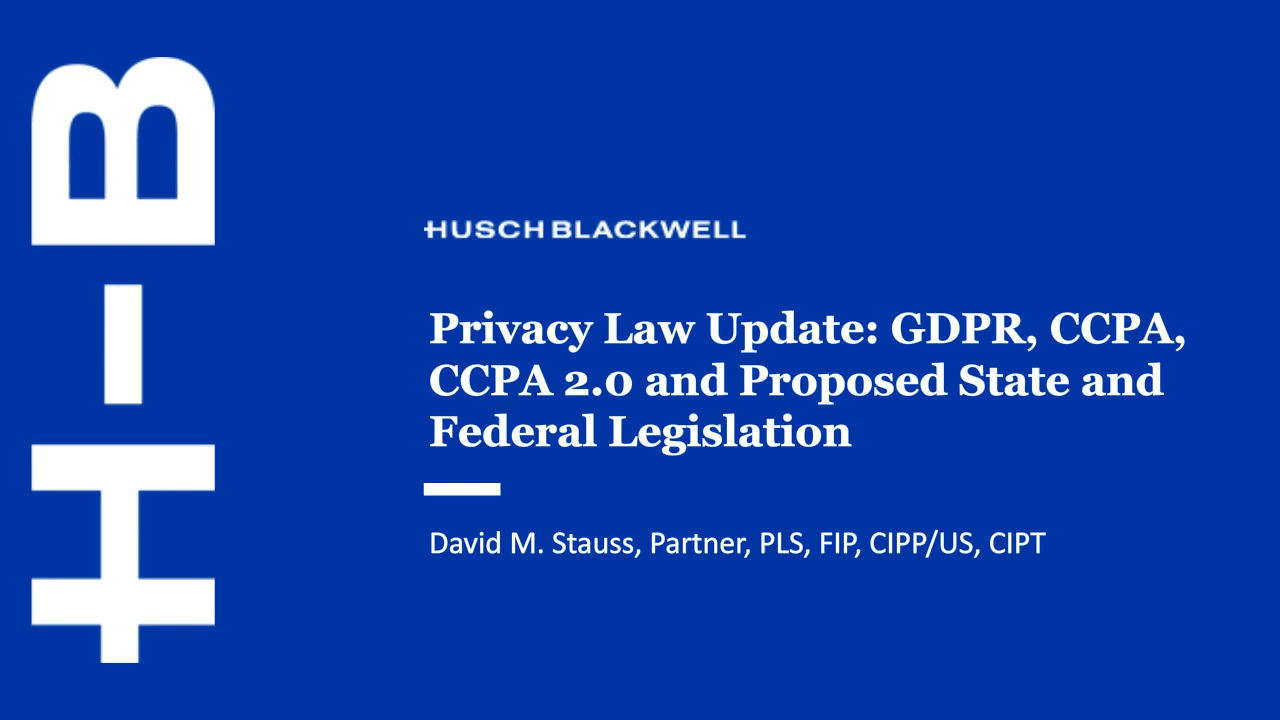 H–B
HUSCH BLACKWELL
Privacy Law Update: GDPR, CCPA,
CCPA 2.0 and Proposed State and
Federal Legislation
David M. Stauss, Partner, PLS, FIP, CIPP/US, CIPT